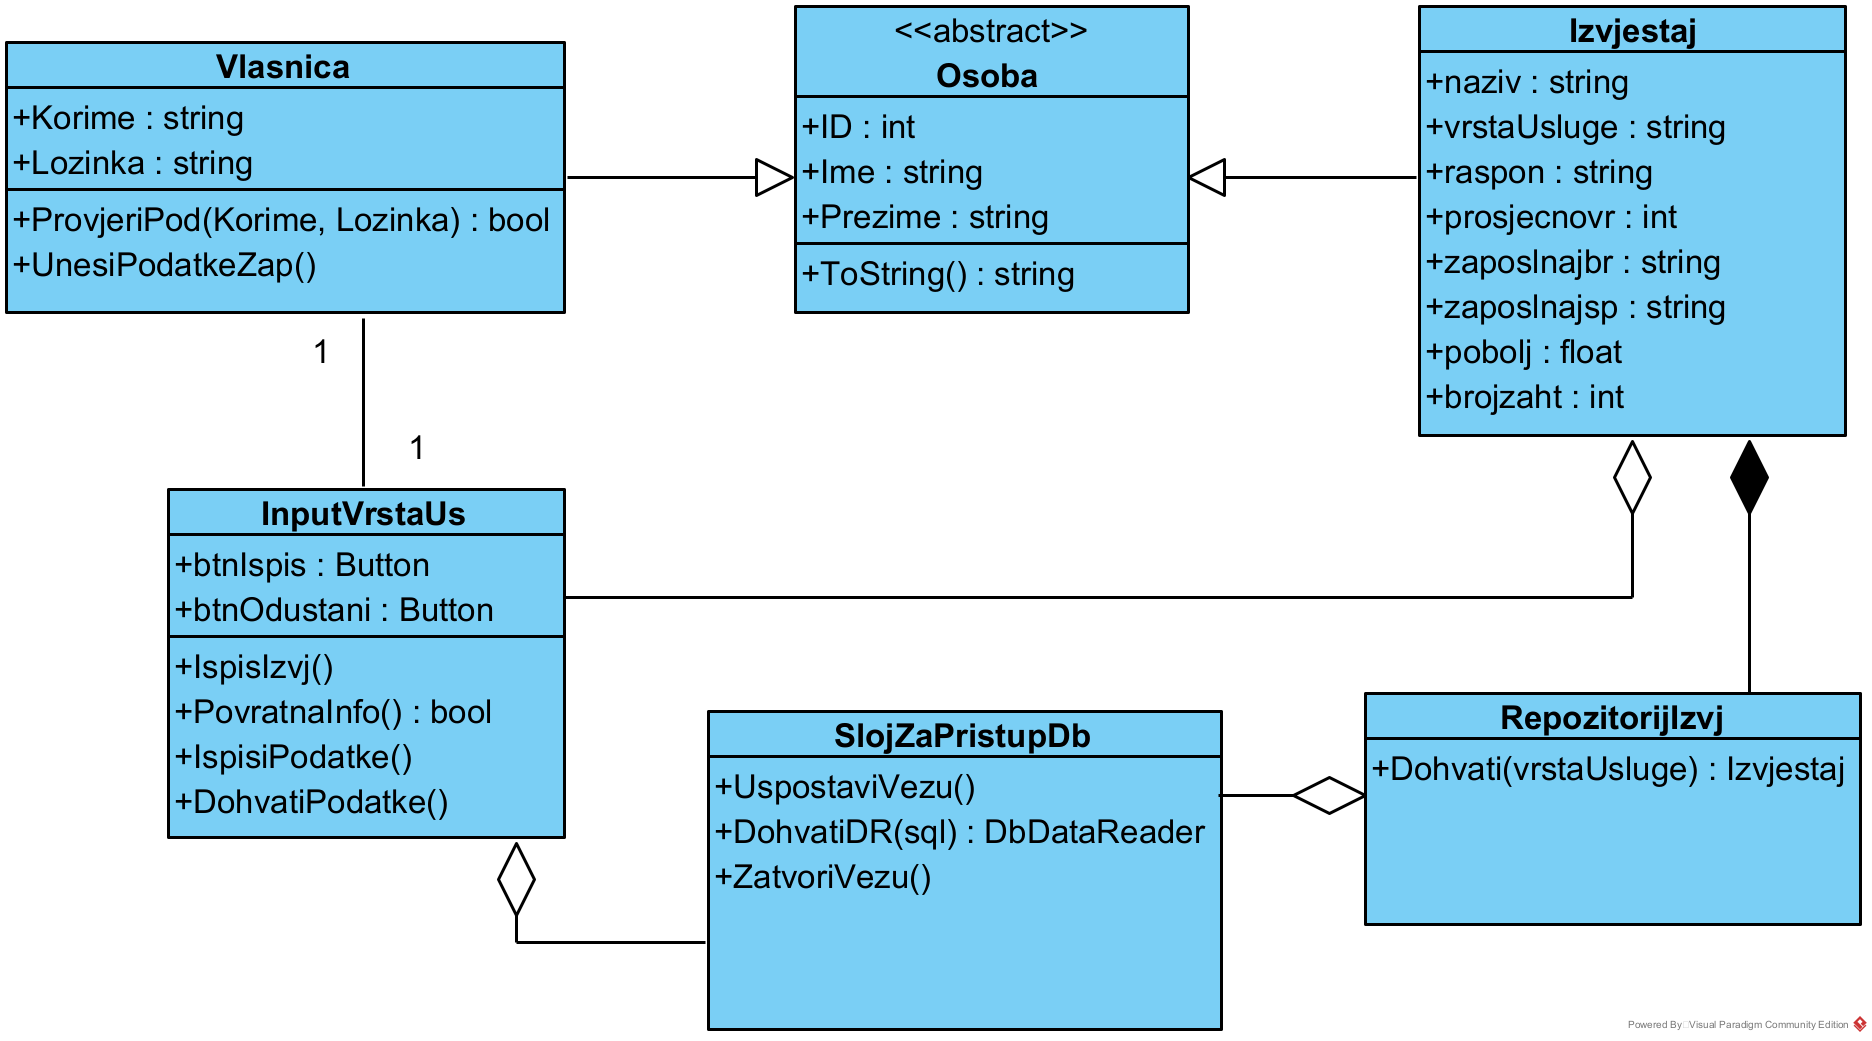 Vlasnica
+Korime : string
+Lozinka : string
+ProvjeriPod(Korime, Lozinka) : bool
+UnesiPodatkeZap()
<<abstract>>
Osoba
+ID : int
+Ime : string
+Prezime : string
+ToString() : string
Izvjestaj
+naziv : string
+vrstaUsluge : string
+raspon : string
+prosjecnovr : int
+zaposlnajbr : string
+zaposlnajsp : string
+pobolj : float
+brojzaht : int
1
1
InputVrstaUs
+btnIspis : Button
+btnOdustani : Button
+IspisIzvj()
+PovratnaInfo() : bool
+IspisiPodatke()
+DohvatiPodatke()
SlojZaPristupDb
+UspostaviVezu()
+DohvatiDR(sql) : DbDataReader
+ZatvoriVezu()
RepozitorijIzvj
+Dohvati(vrstaUsluge) : Izvjestaj
Powered By Visual Paradigm Community Edition